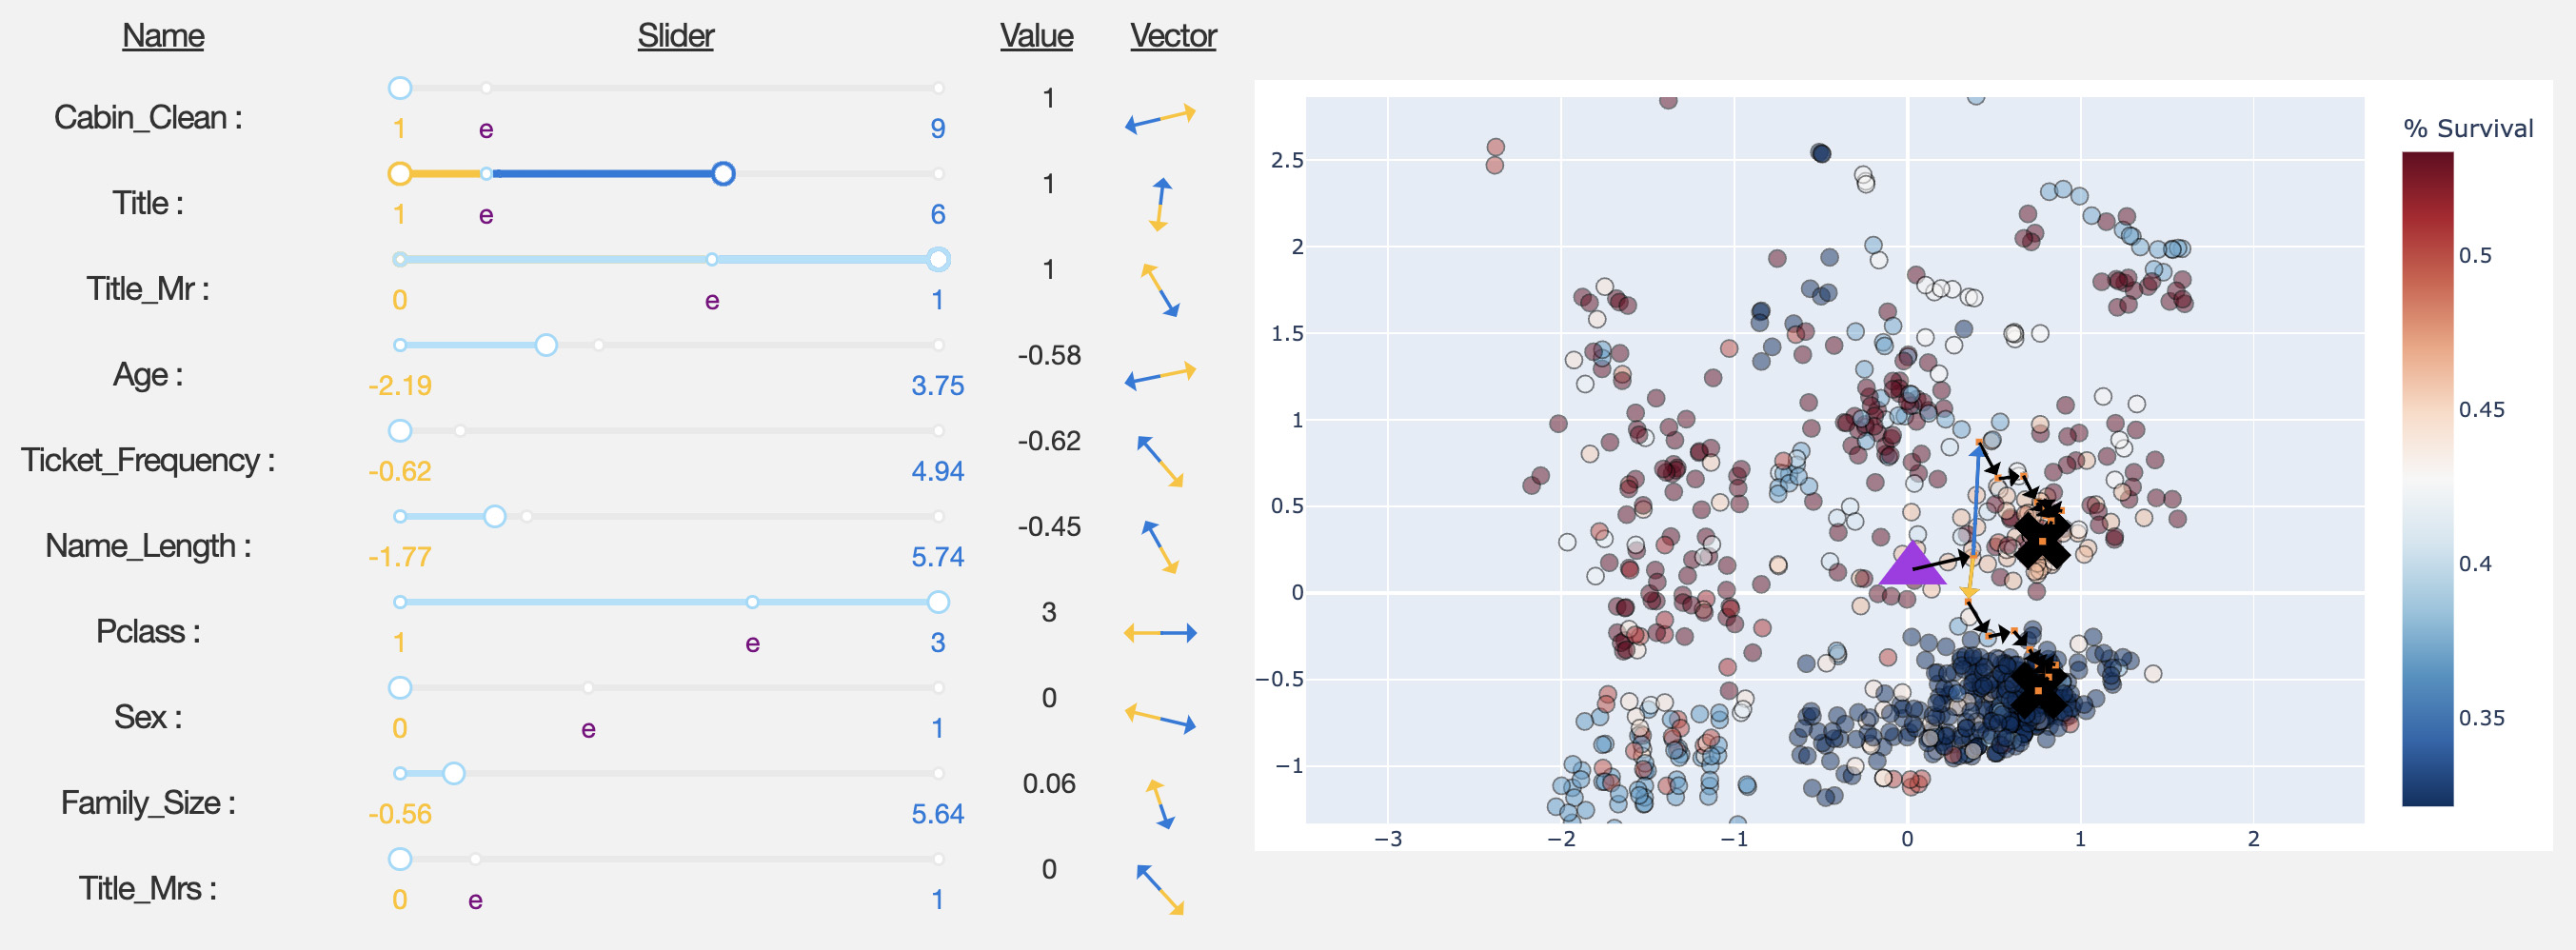 Name Slider Value Vector
Cabin_Clean : 1 e 9 1
Title : 1 e 6 1
Title_Mr : 0 e 1 1
Age : -2.19 3.75 -0.58
Ticket_Frequency : -0.62 4.94 -0.62
Name_Length : -1.77 5.74 -0.45
Pclass : 1 e 3 3
Sex : 0 e 1 0
Family_Size : -0.56 5.64 0.06
Title_Mrs : 0 e 1 0
2.5
2
1.5
1
0.5
0
−0.5
−1
−3 −2 −1 0 1 2
% Survival
0.5
0.45
0.4
0.35